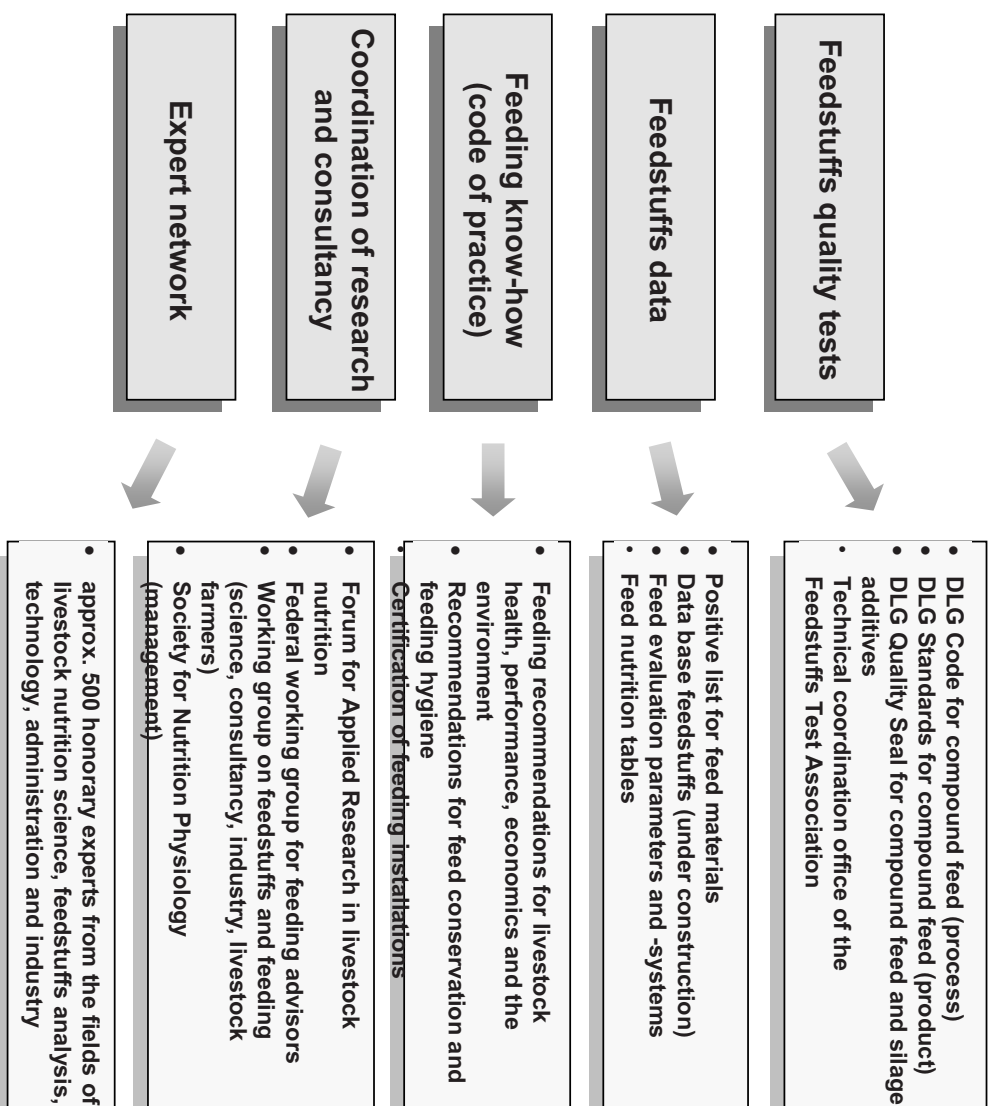 Feedstuffs quality tests
• DLG Code for compound feed (process)
• DLG Standards for compound feed (product)
• DLG Quality Seal for compound feed and silage
additives
• Technical coordination office of the
Feedstuffs Test Association
Feedstuffs data
• Positive list for feed materials
• Data base feedstuffs (under construction)
• Feed evaluation parameters and -systems
• Feed nutrition tables
Feeding know-how
(code of practice)
• Feeding recommendations for livestock
health, performance, economics and the
environment
• Recommendations for feed conservation and
feeding hygiene
• Certification of feeding installations
Coordination of research
and consultancy
• Forum for Applied Research in livestock
nutrition
• Federal working group for feeding advisors
• Working group on feedstuffs and feeding
(science, consultancy, industry, livestock
farmers)
• Society for Nutrition Physiology
(management)
Expert network
• approx. 500 honorary experts from the fields of
livestock nutrition science, feedstuffs analysis,
technology, administration and industry